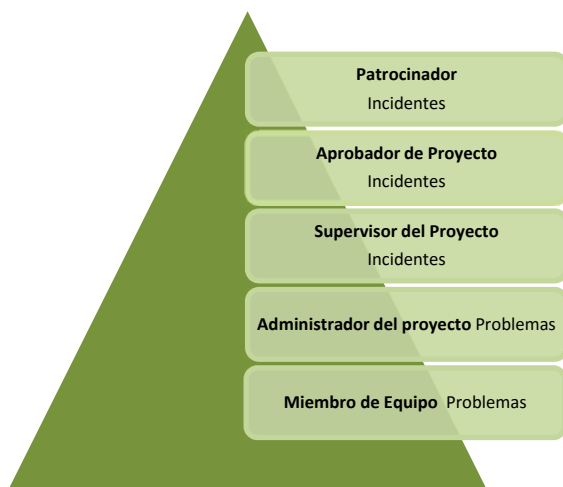 Patrocinador
Incidentes
Aprobador de Proyecto
Incidentes
Supervisor del Proyecto
Incidentes
Administrador del proyecto Problemas
Miembro de Equipo Problemas